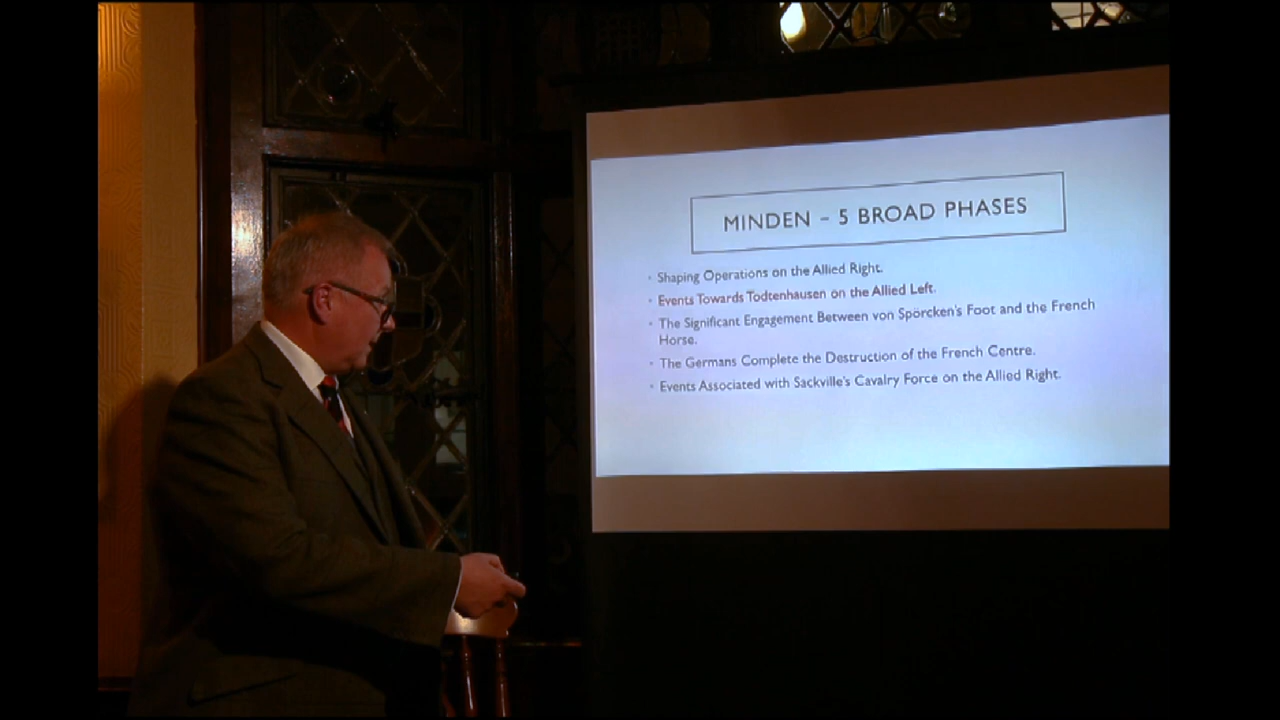 MINDEN – 5 BROAD PHASES
• Shaping Operations on the Allied Right.
• Events Towards Todtenhausen on the Allied Left.
• The Significant Engagement Between von Sporcken's Foot and the French
Horse.
• The Germans Complete the Destruction of the French Centre.
• Events Associated with Sackville's Cavalry Force on the Allied Right.